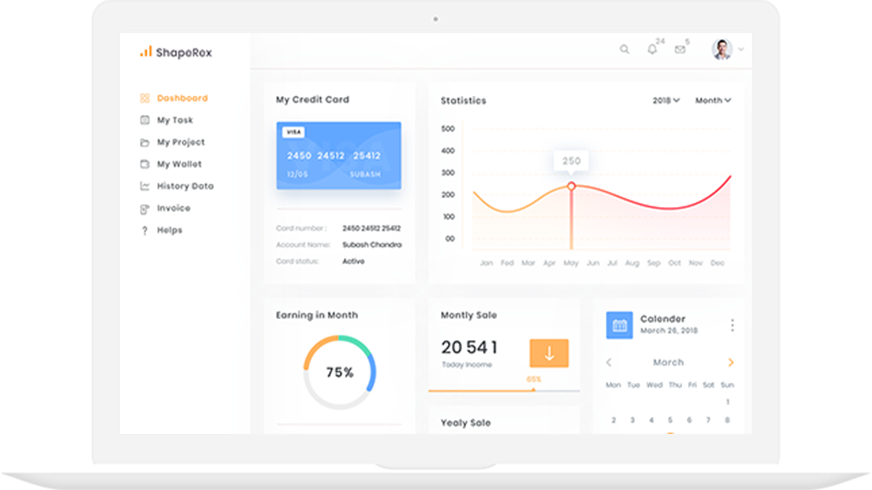 ShapeRex
24
5
Dashboard
My Task
My Project
My Wallet
History Data
Invoice
Helps
My Credit Card
VISA
2450 24512 25412
12/05 SUBASH
Card number : 2450 24512 25412
Account Name: Subash Chandra
Card status: Active
Statistics
2018 Month
500
400
300
200
100
00
250
Jan Fed Mar Apr May Jun Jul Aug Sep Oct Nov Dec
Earning in Month
75%
Montly Sale
20 541
Today Income
65%
Yealy Sale
Calender
March 26, 2018
March
Mon Tue Wed Thu Fri Sat Sun
1
2 3 4 5 6 7 8